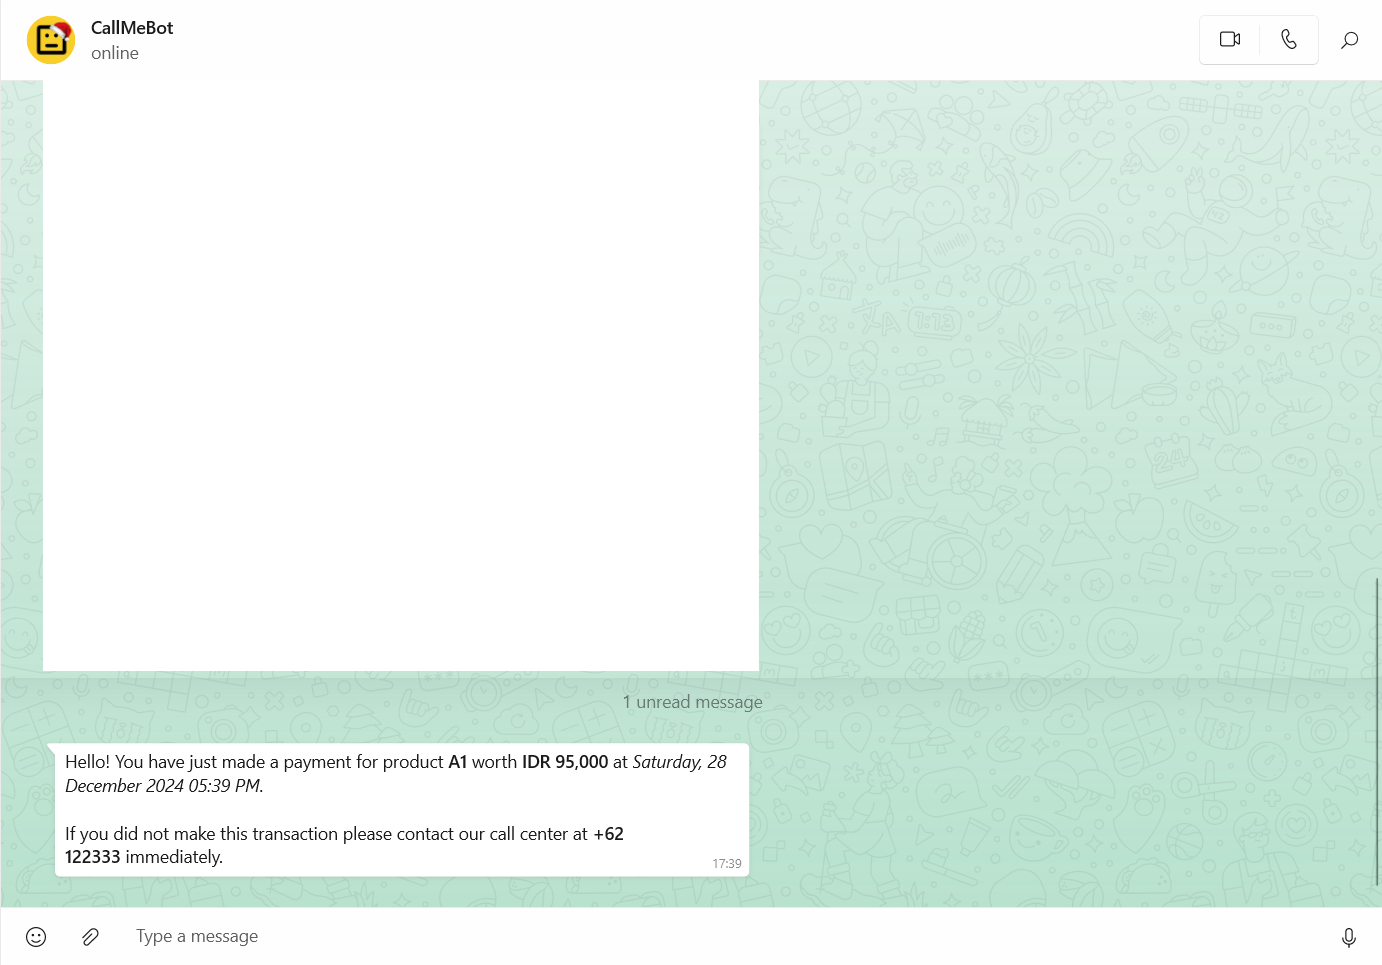 CallMeBot
online
1 unread message
Hello! You have just made a payment for product A1 worth IDR 95,000 at Saturday, 28
December 2024 05:39 PM.
If you did not make this transaction please contact our call center at +62
122333 immediately.
17:39
Type a message